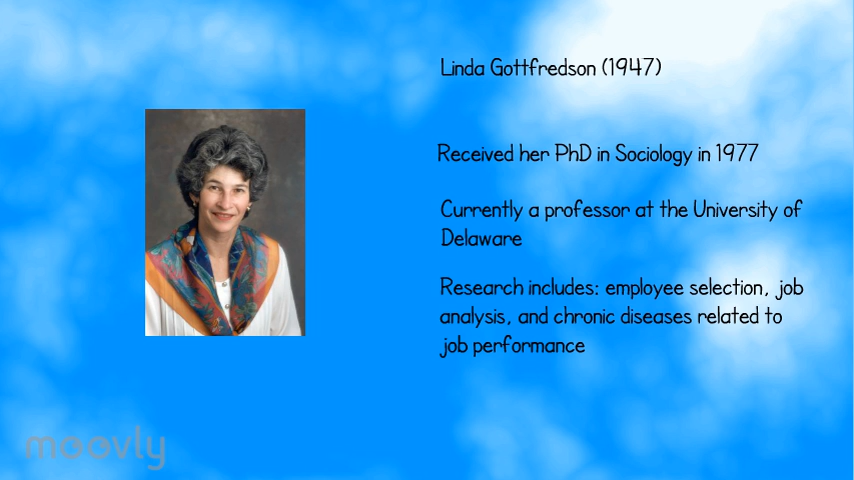 Linda Gottfredson (1947)
Received her PhD in Sociology in 1977
Currently a professor at the University of
Delaware
Research includes: employee selection, job
analysis, and chronic diseases related to
job performance
moovly